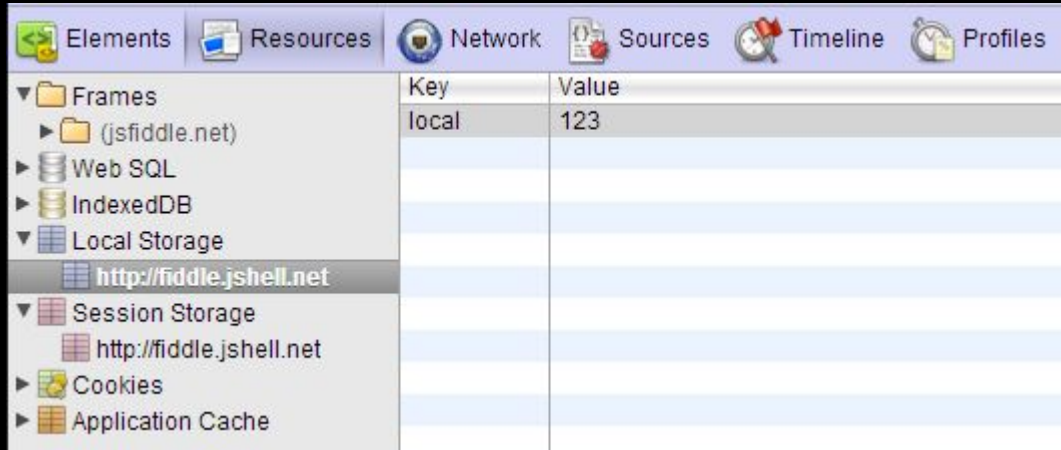 Elements Resources Network Sources Timeline Profiles
Frames
(jsfiddle.net)
Web SQL
IndexedDB
Local Storage
http://fiddle.jshell.net
Session Storage
http://fiddle.jshell.net
Cookies
Application Cache
Key Value
local 123